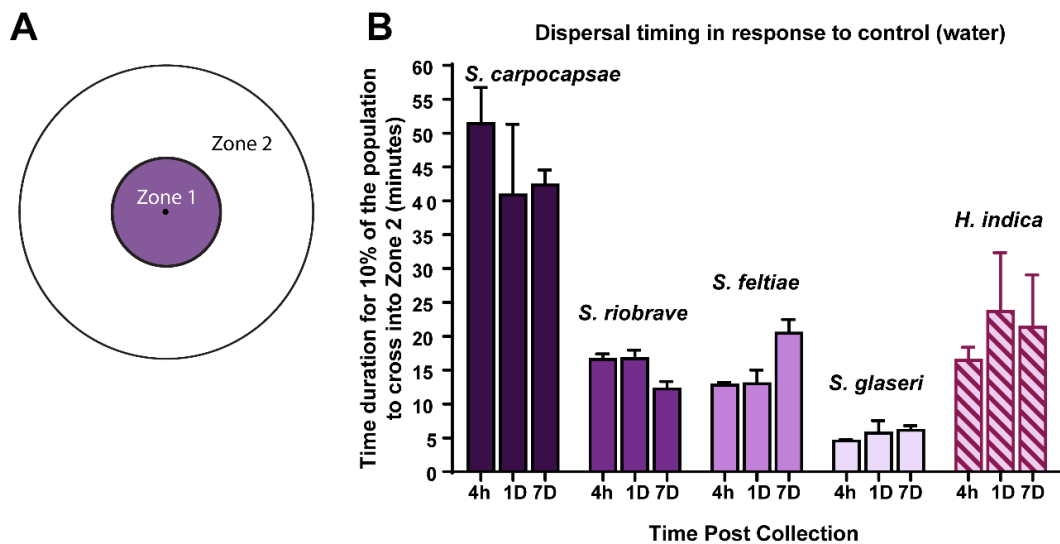 A
Zone 2
Zone 1
B
Dispersal timing in response to control (water)
Time duration for 10% of the population
to cross into Zone 2 (minutes)
60
55
50
45
40
35
30
25
20
15
10
5
0
S. carpocapsae
S. riobrave
S. feltiae
S. glaseri
H. indica
4h 1D 7D 4h 1D 7D 4h 1D 7D 4h 1D 7D 4h 1D 7D
Time Post Collection